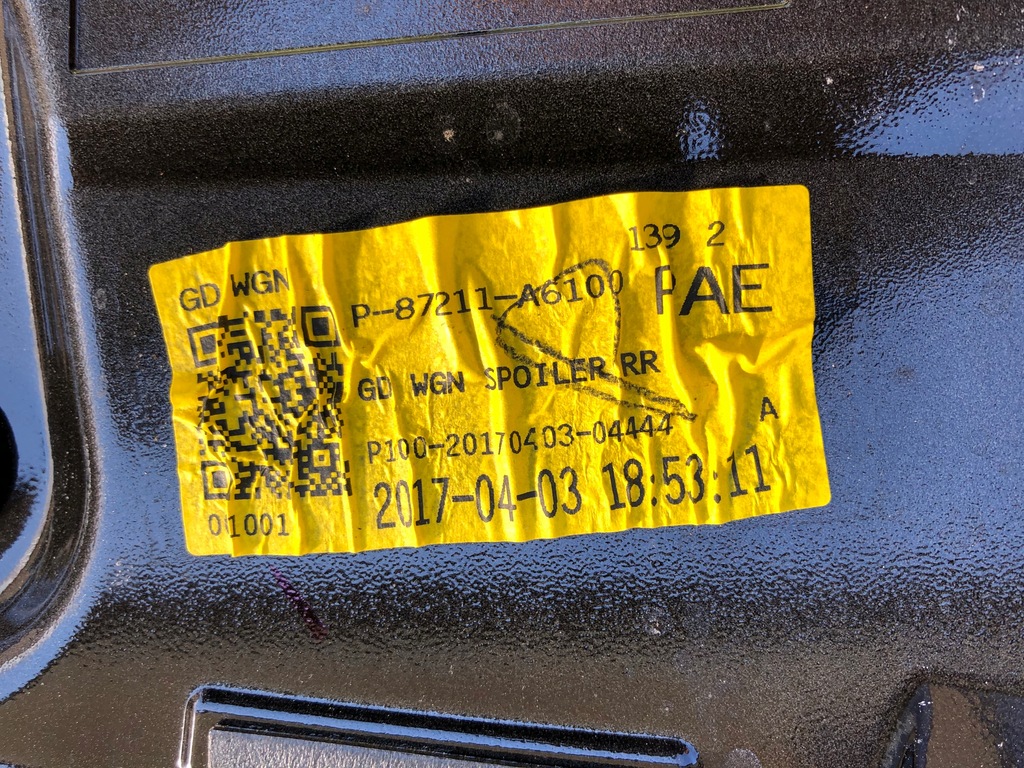 139 2
GD WGN
P-87211-A6100 PAE
GD WGN SPOILER RR
P100-20170403-04444 A
2017-04-03 18:53:11
01001